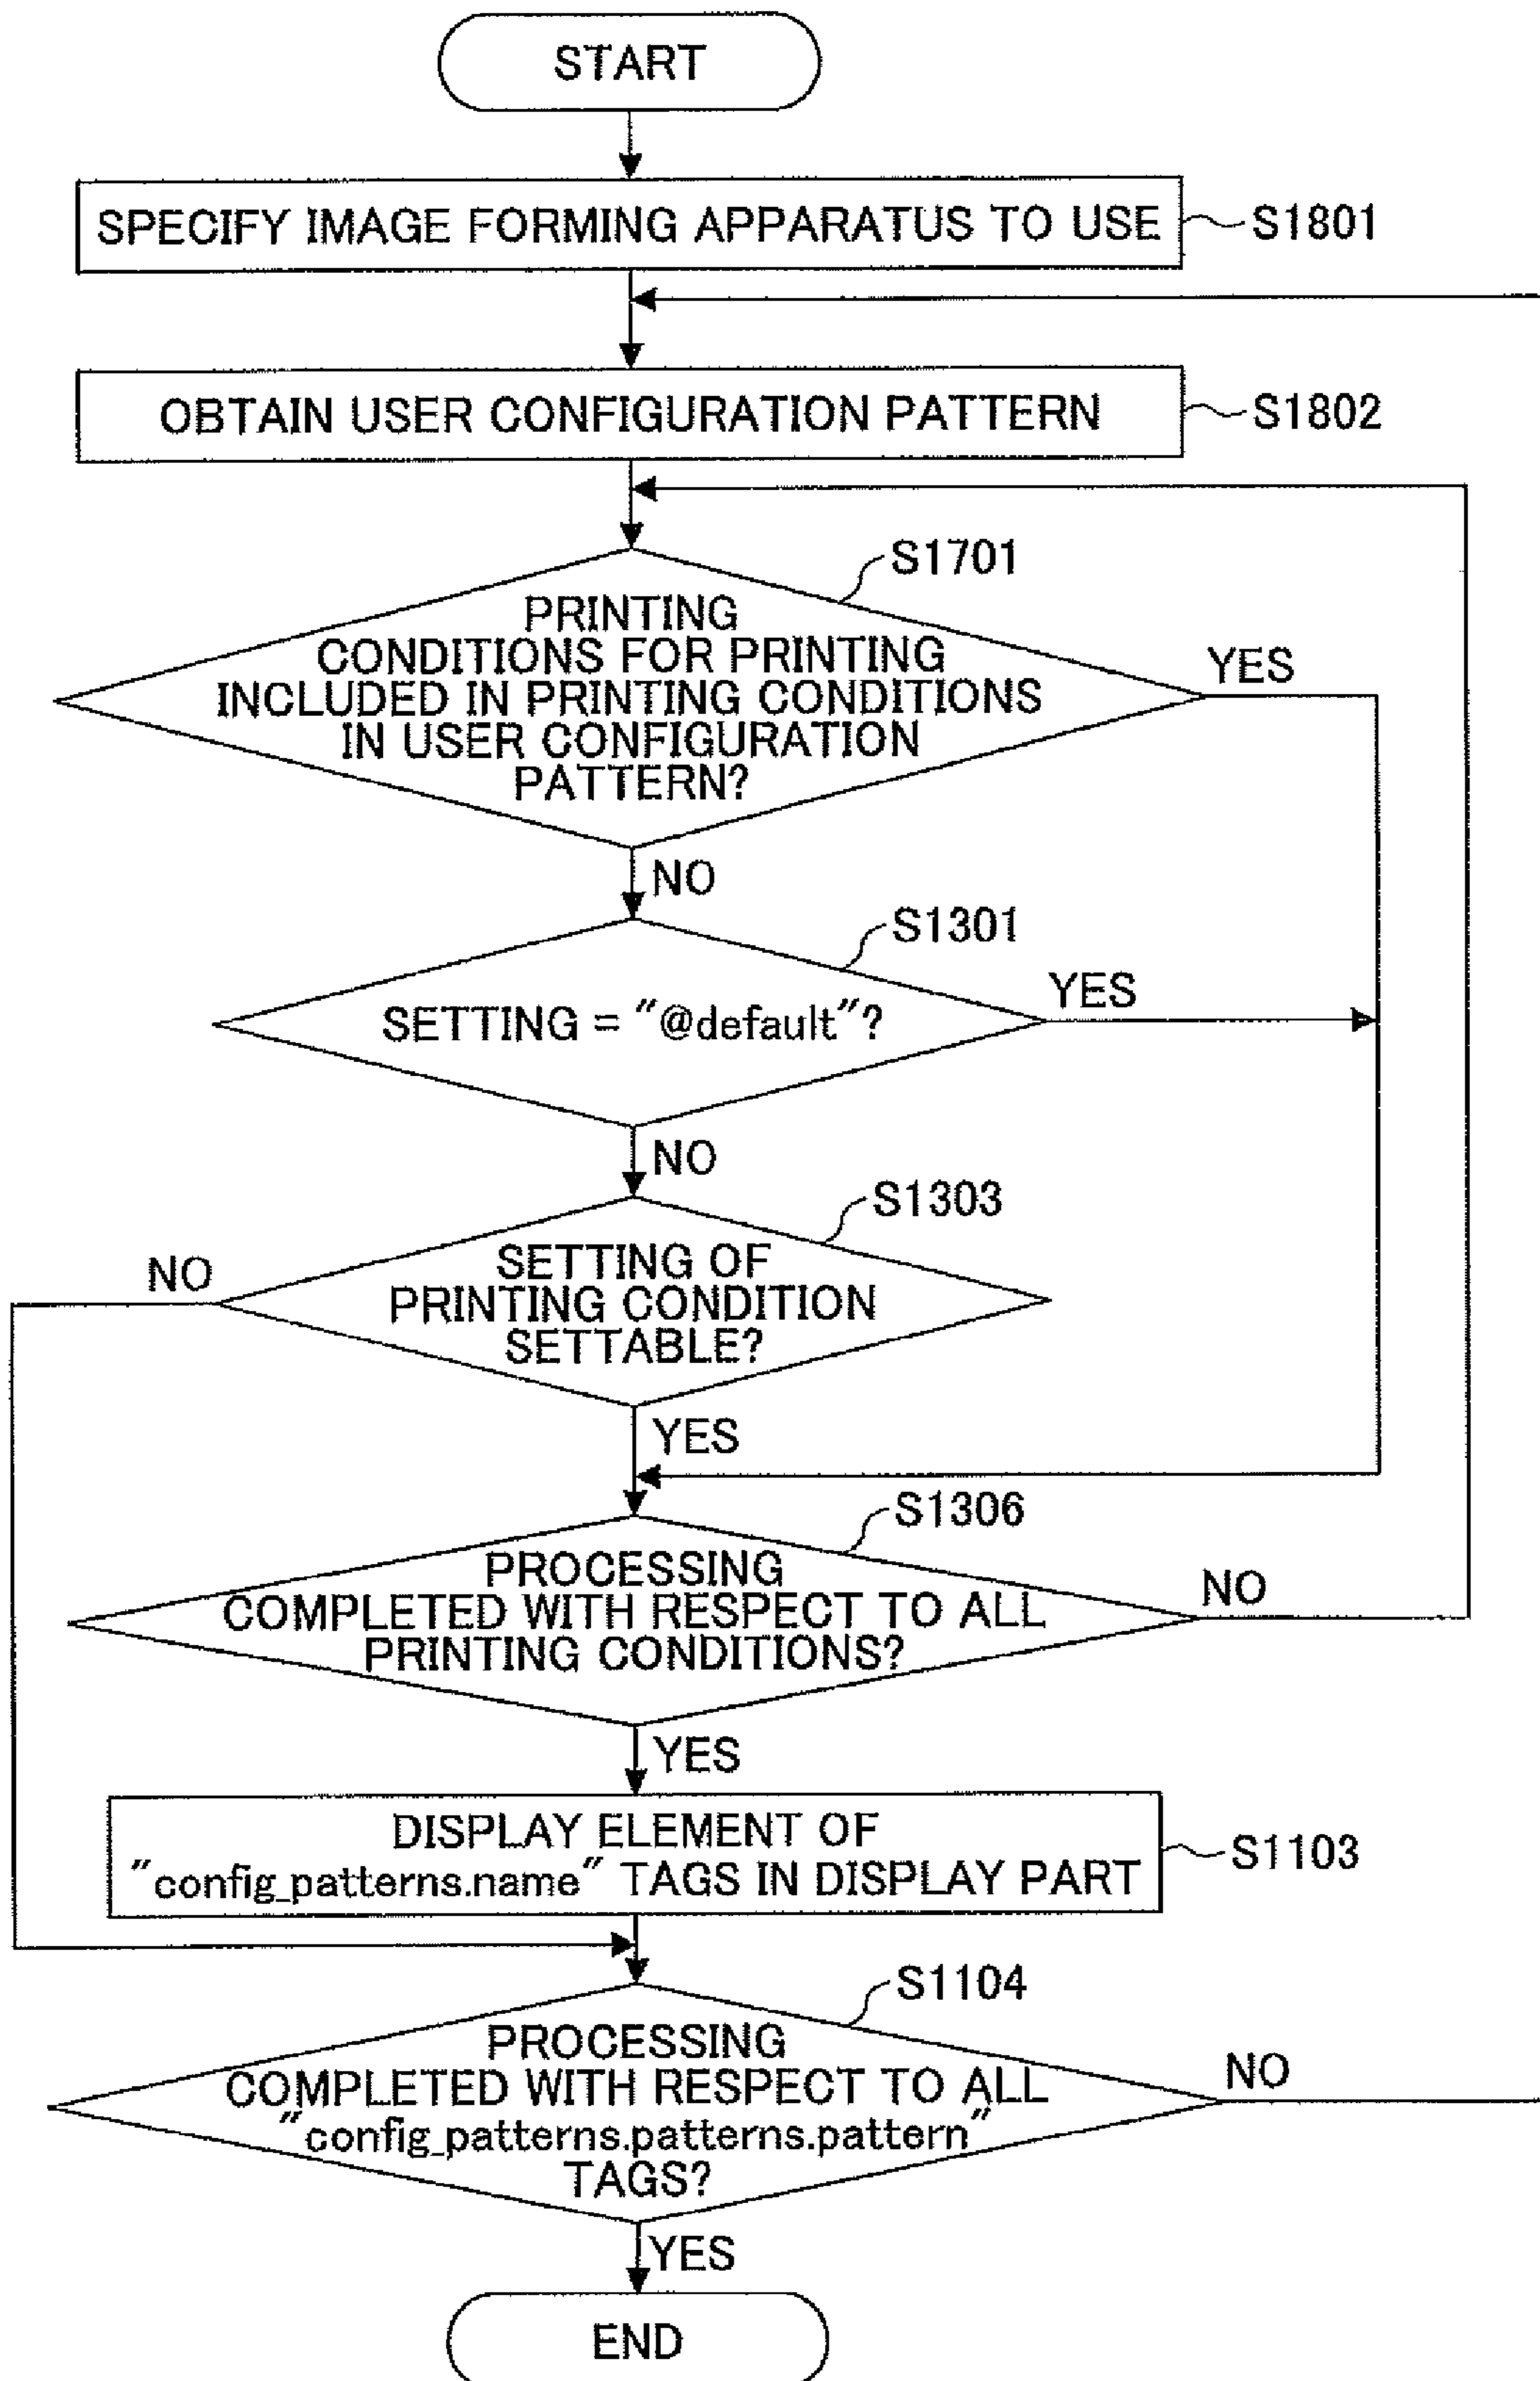 START
SPECIFY IMAGE FORMING APPARATUS TO USE
S1801
OBTAIN USER CONFIGURATION PATTERN
S1802
S1701
PRINTING
CONDITIONS FOR PRINTING
INCLUDED IN PRINTING CONDITIONS
IN USER CONFIGURATION
PATTERN?
YES
NO
S1301
SETTING = "@default"?
YES
NO
S1303
SETTING OF
PRINTING CONDITION
SETTABLE?
NO
YES
S1306
PROCESSING
COMPLETED WITH RESPECT TO ALL
PRINTING CONDITIONS?
NO
YES
DISPLAY ELEMENT OF
"config_patterns.name" TAGS IN DISPLAY PART
S1103
S1104
PROCESSING
COMPLETED WITH RESPECT TO ALL
"config_patterns.patterns.pattern"
TAGS?
NO
YES
END